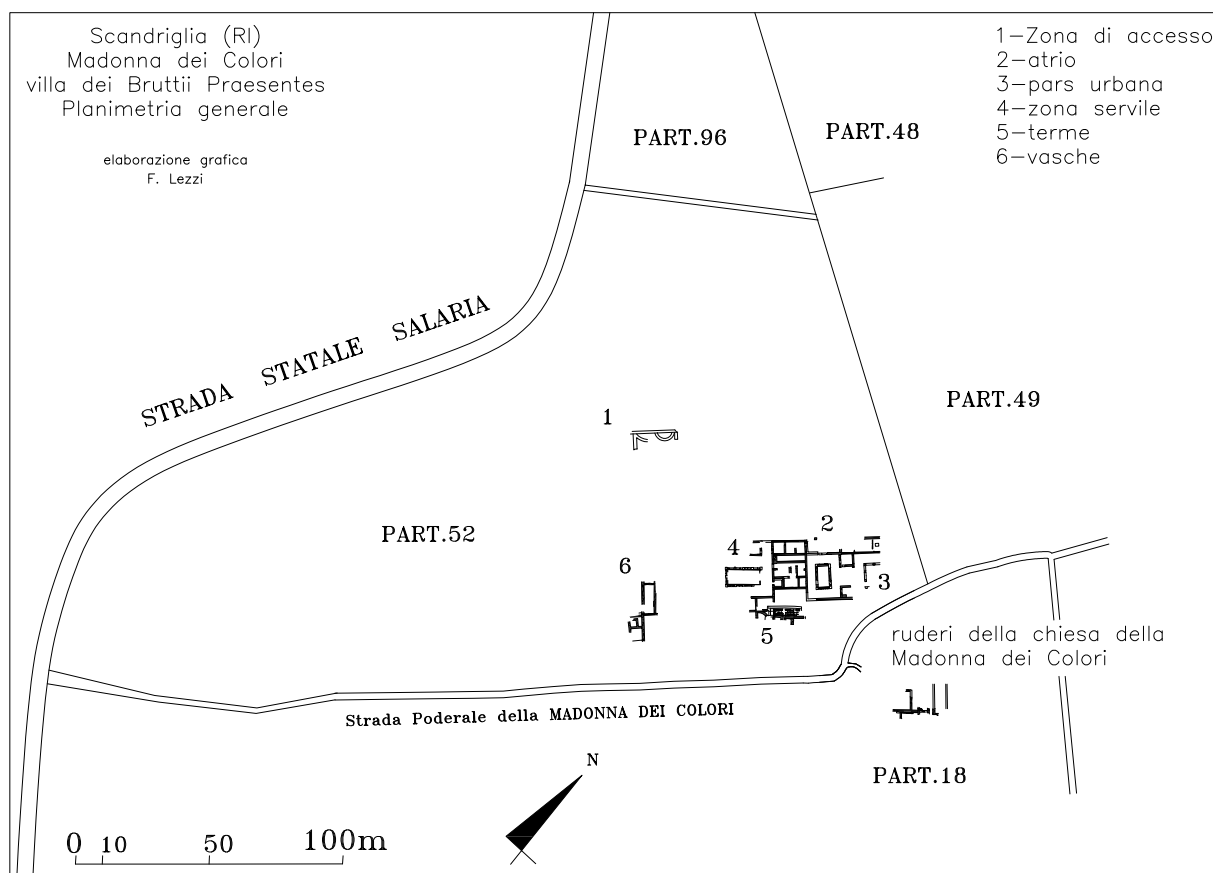 Scandriglia (RI)
Madonna dei Colori
villa dei Bruttii Praesentes
Planimetria generale
elaborazione grafica
F. Lezzi
1-Zona di accesso
2-atrio
3-pars urbana
4-zona servile
5-terme
6-vasche
PART.96
PART.48
STRADA STATALE SALARIA
PART.49
1
PART.52
2
4
6
3
5
ruderi della chiesa della
Madonna dei Colori
Strada Poderale della MADONNA DEI COLORI
N
PART.18
0 10 50 100m